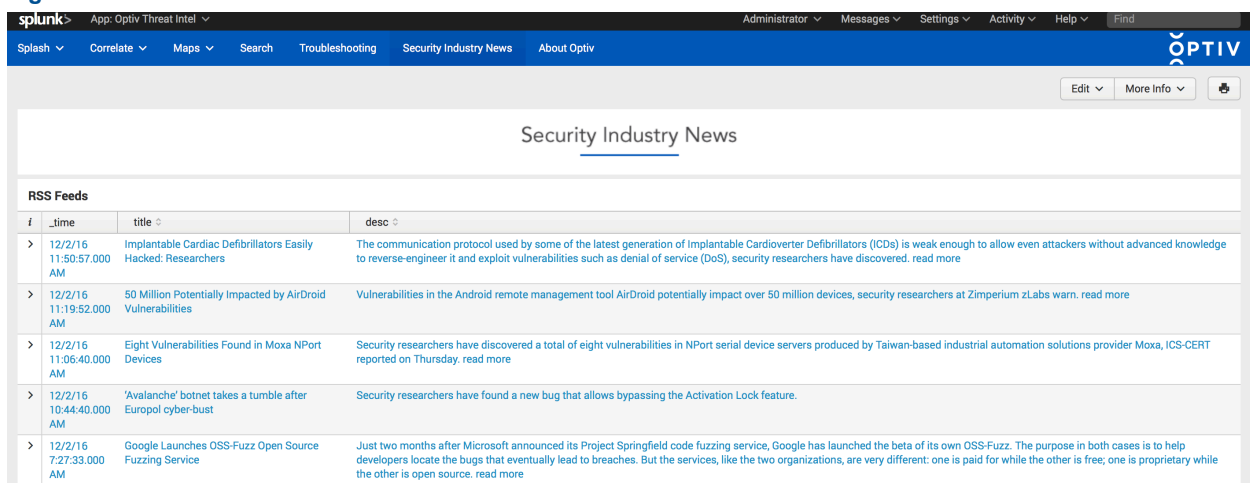 splunk> App: Optiv Threat Intel Administrator Messages Settings Activity Help Find
Splash Correlate Maps Search Troubleshooting Security Industry News About Optiv OPTIV
Edit More Info
Security Industry News
RSS Feeds
i _time title desc
12/2/16 Implantable Cardiac Defibrillators Easily The communication protocol used by some of the latest generation of Implantable Cardioverter Defibrillators (ICDs) is weak enough to allow even attackers without advanced knowledge
11:50:57.000 Hacked: Researchers to reverse-engineer it and exploit vulnerabilities such as denial of service (DoS), security researchers have discovered. read more
AM
12/2/16 50 Million Potentially Impacted by AirDroid Vulnerabilities in the Android remote management tool AirDroid potentially impact over 50 million devices, security researchers at Zimperium zLabs warn. read more
11:19:52.000 Vulnerabilities
AM
12/2/16 Eight Vulnerabilities Found in Moxa NPort Security researchers have discovered a total of eight vulnerabilities in NPort serial device servers produced by Taiwan-based industrial automation solutions provider Moxa, ICS-CERT
11:06:40.000 Devices reported on Thursday. read more
AM
12/2/16 'Avalanche' botnet takes a tumble after Security researchers have found a new bug that allows bypassing the Activation Lock feature.
10:44:40.000 Europol cyber-bust
AM
12/2/16 Google Launches OSS-Fuzz Open Source Just two months after Microsoft announced its Project Springfield code fuzzing service, Google has launched the beta of its own OSS-Fuzz. The purpose in both cases is to help
7:27:33.000 Fuzzing Service developers locate the bugs that eventually lead to breaches. But the services, like the two organizations, are very different: one is paid for while the other is free; one is proprietary while
AM the other is open source. read more